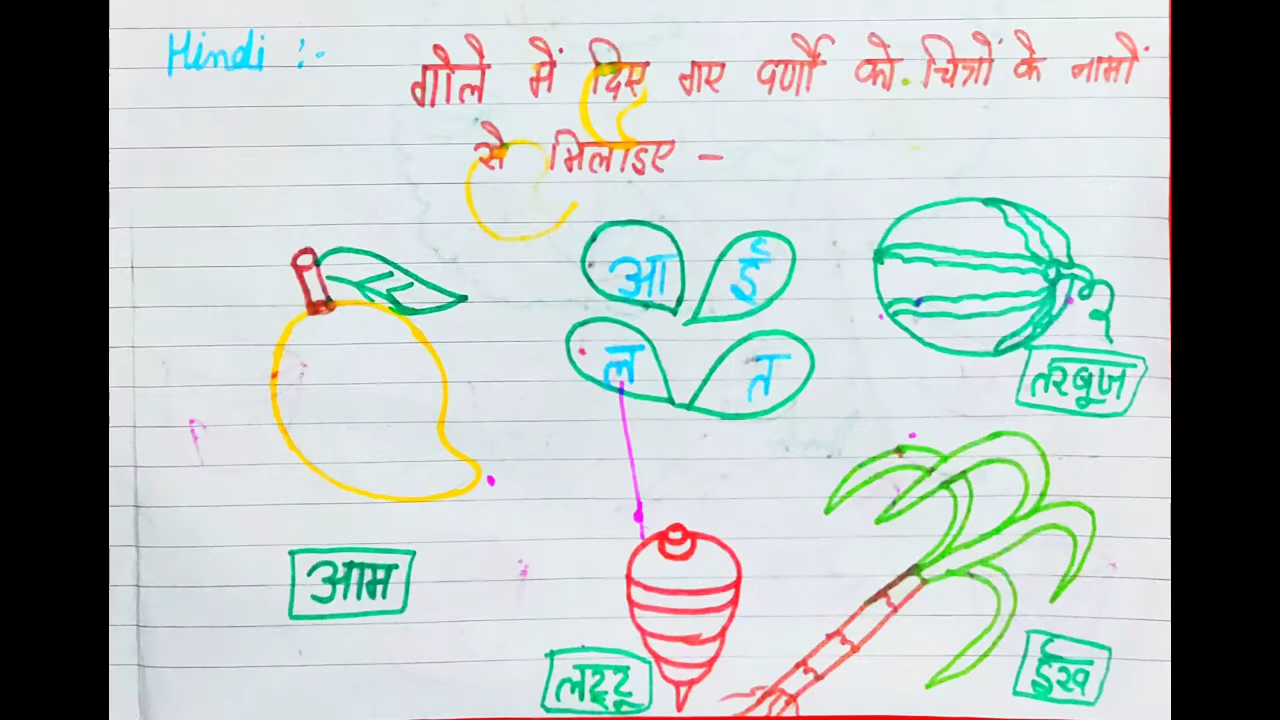 Hindi :-
गोले में दिए गए वर्णों को चित्रों के नामों
से मिलाइए -
आ ई
ल त
तरबूज
आम
लट्टू
ईख